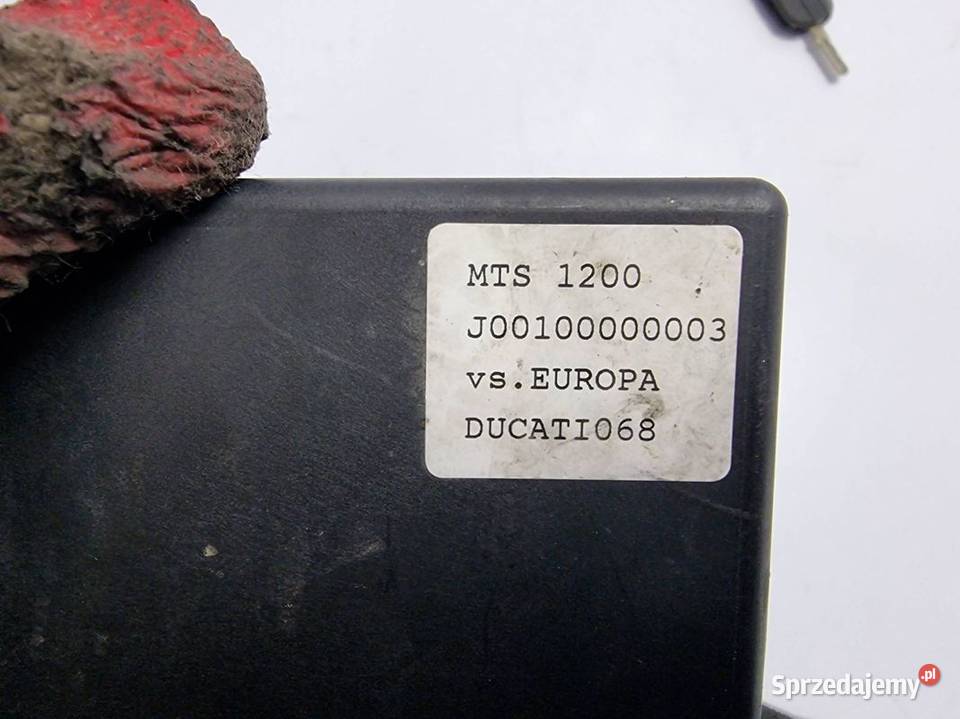 MTS 1200
J00100000003
vs.EUROPA
DUCATI068
Sprzedajemy.pl